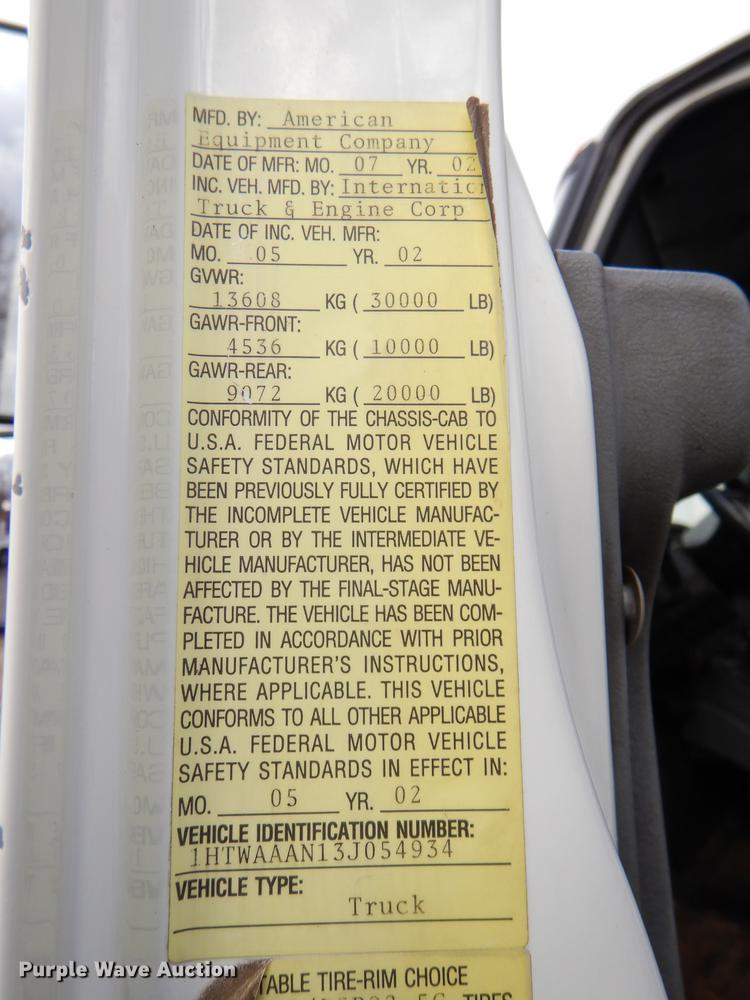 MFD. BY: American
Equipment Company
DATE OF MFR: MO. 07 YR. 02
INC. VEH. MFD. BY: Internatio
Truck & Engine Corp
DATE OF INC. VEH. MFR:
MO. 05 YR. 02
GVWR:
13608 KG ( 30000 LB)
GAWR-FRONT:
4536 KG ( 10000 LB)
GAWR-REAR:
9072 KG ( 20000 LB)
CONFORMITY OF THE CHASSIS-CAB TO
U.S.A. FEDERAL MOTOR VEHICLE
SAFETY STANDARDS, WHICH HAVE
BEEN PREVIOUSLY FULLY CERTIFIED BY
THE INCOMPLETE VEHICLE MANUFAC-
TURER OR BY THE INTERMEDIATE VE-
HICLE MANUFACTURER, HAS NOT BEEN
AFFECTED BY THE FINAL-STAGE MANU-
FACTURE. THE VEHICLE HAS BEEN COM-
PLETED IN ACCORDANCE WITH PRIOR
MANUFACTURER'S INSTRUCTIONS,
WHERE APPLICABLE. THIS VEHICLE
CONFORMS TO ALL OTHER APPLICABLE
U.S.A. FEDERAL MOTOR VEHICLE
SAFETY STANDARDS IN EFFECT IN:
MO. 05 YR. 02
VEHICLE IDENTIFICATION NUMBER:
1HTWAAAN13J054934
VEHICLE TYPE:
Truck
TABLE TIRE-RIM CHOICE
TIRES
Purple Wave Auction